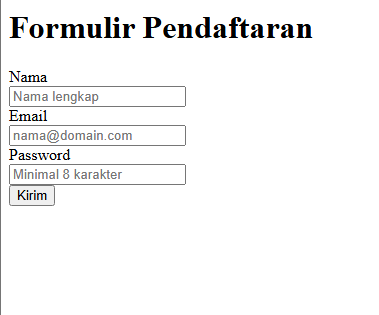 Formulir Pendaftaran
Nama
Nama lengkap
Email
nama@domain.com
Password
Minimal 8 karakter
Kirim